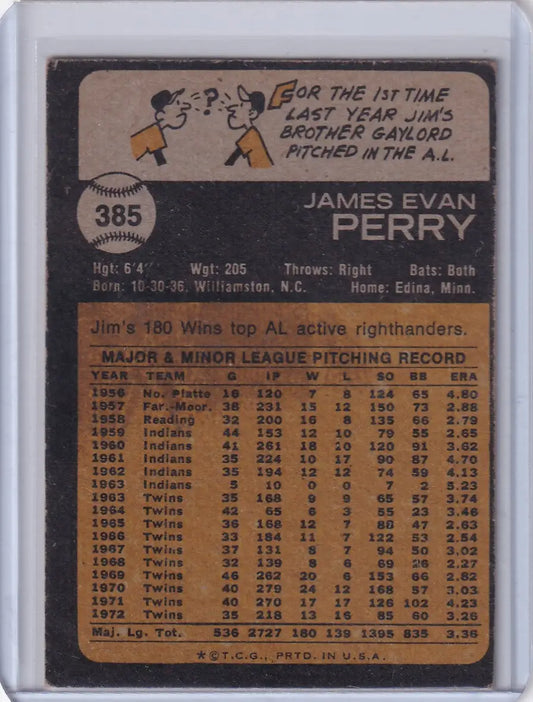 ?
FOR THE 1ST TIME
LAST YEAR JIM'S
BROTHER GAYLORD
PITCHED IN THE A.L.
385
JAMES EVAN
PERRY
Hgt: 6'4" Wgt: 205 Throws: Right Bats: Both
Born: 10-30-36, Williamston, N.C. Home: Edina, Minn.
Jim's 180 Wins top AL active righthanders.
MAJOR & MINOR LEAGUE PITCHING RECORD
YEAR TEAM G IP W L SO BB ERA
1956 No. Platte 18 120 7 8 124 65 4.80
1957 Far.-Moor. 38 231 15 12 150 73 2.88
1958 Reading 32 200 16 8 135 66 2.79
1959 Indians 44 153 12 10 79 55 2.65
1960 Indians 41 261 18 10 120 91 3.62
1961 Indians 35 224 10 17 90 87 4.70
1962 Indians 35 194 12 12 74 59 4.13
1963 Indians 5 10 0 0 7 2 5.23
1963 Twins 35 168 9 9 65 57 3.74
1964 Twins 42 65 6 3 55 23 3.46
1965 Twins 36 168 12 7 88 47 2.63
1966 Twins 33 184 11 7 122 53 2.54
1967 Twins 37 131 8 7 94 50 3.02
1968 Twins 32 139 8 6 69 26 2.27
1969 Twins 46 262 20 6 153 66 2.82
1970 Twins 40 279 24 12 168 57 3.03
1971 Twins 40 270 17 17 126 102 4.23
1972 Twins 35 218 13 16 85 60 3.26
Maj. Lg. Tot. 536 2727 180 139 1395 835 3.36
*©T.C.G., PRTD. IN U.S.A.